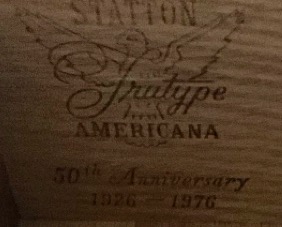 STATTON
Trutype
AMERICANA
50th Anniversary
1926 — 1976